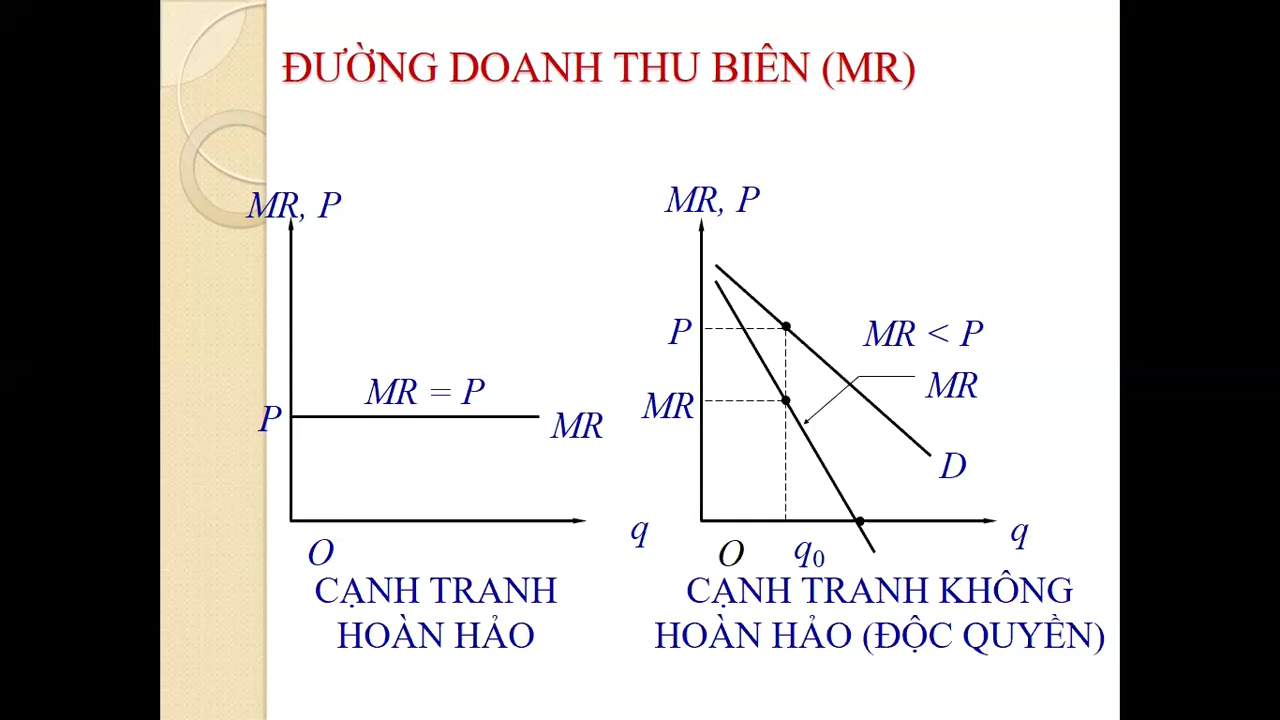 ĐƯỜNG DOANH THU BIÊN (MR)
MR, P
MR = P
P
MR
q
O
CẠNH TRANH
HOÀN HẢO
MR, P
P
MR < P
MR
MR
D
q
O
q₀
CẠNH TRANH KHÔNG
HOÀN HẢO (ĐỘC QUYỀN)